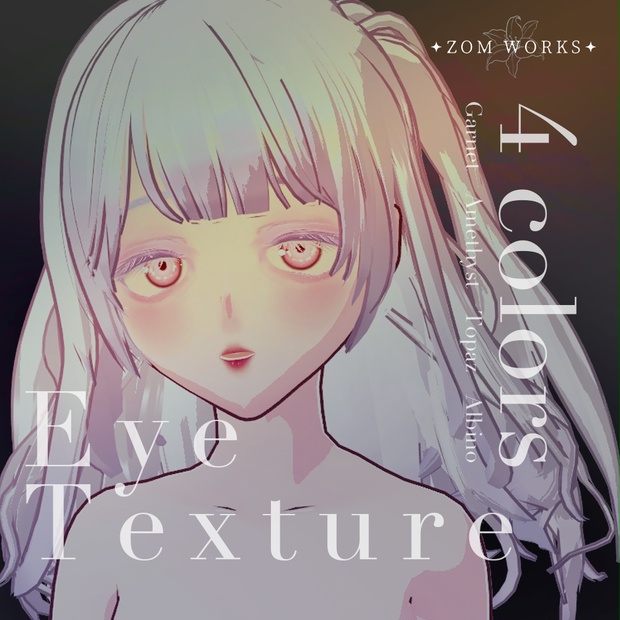 ✦ZOM WORKS✦
4 colors
Garnet Amethyst Topaz Albino
Eye
Texture